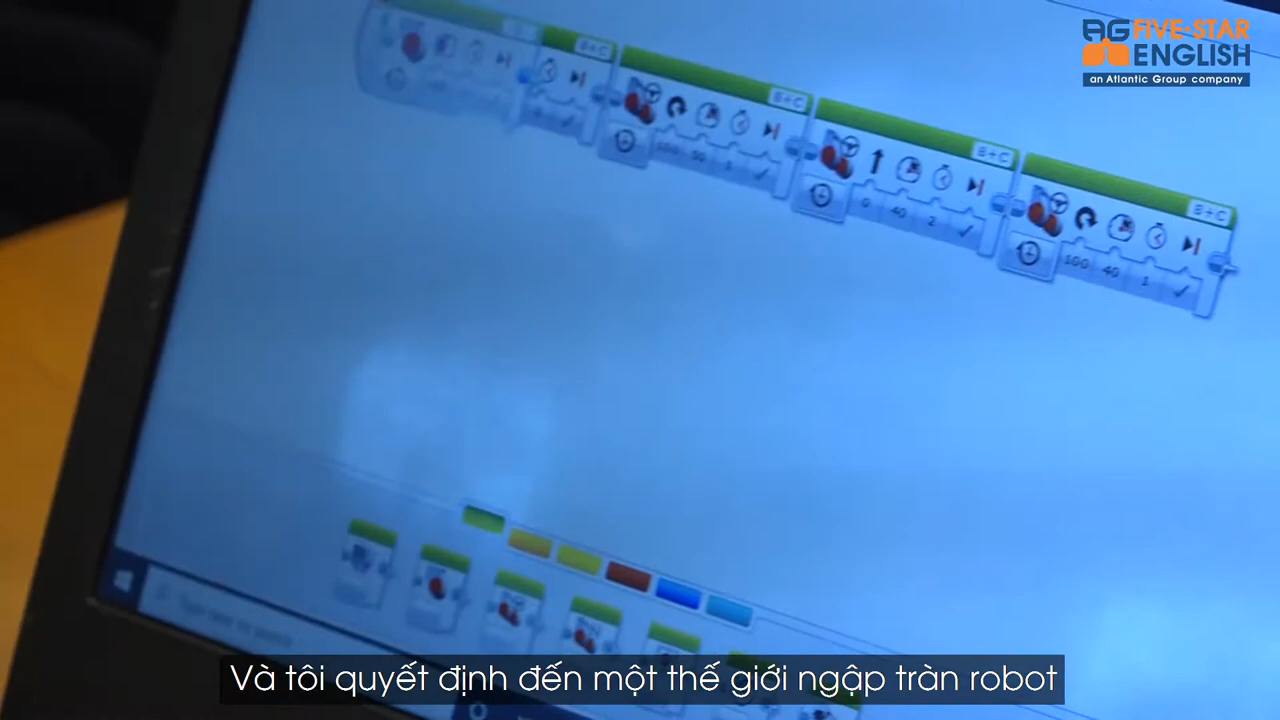 AG FIVE-STAR
ENGLISH
an Atlantic Group company
B+C
B+C
B+C
B+C
100 50 1
0 40 2
100 40 1
Và tôi quyết định đến một thế giới ngập tràn robot